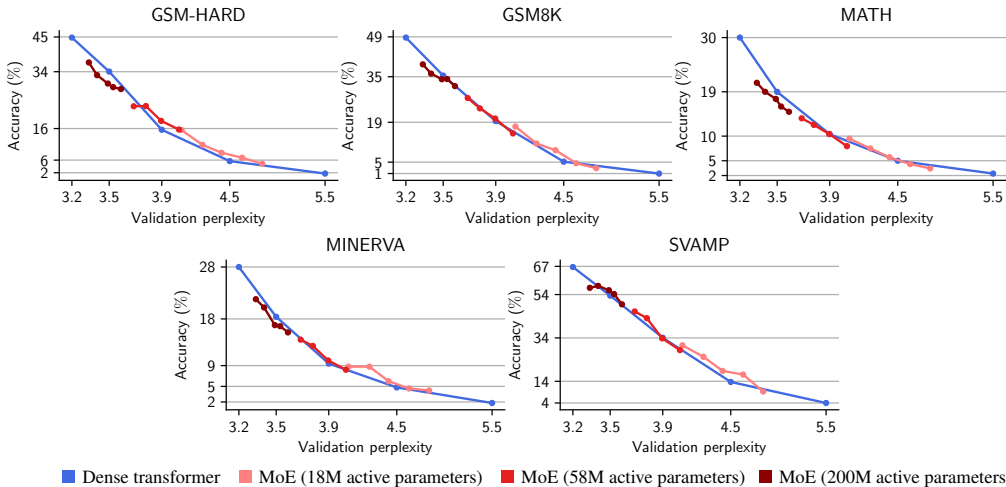 GSM-HARD
GSM8K
MATH
Accuracy (%)
45
34
16
6
2
3.2 3.5 3.9 4.5 5.5
Validation perplexity
Accuracy (%)
49
35
19
5
1
3.2 3.5 3.9 4.5 5.5
Validation perplexity
Accuracy (%)
30
19
10
5
2
3.2 3.5 3.9 4.5 5.5
Validation perplexity
MINERVA
SVAMP
Accuracy (%)
28
18
9
5
2
3.2 3.5 3.9 4.5 5.5
Validation perplexity
Accuracy (%)
67
54
34
14
4
3.2 3.5 3.9 4.5 5.5
Validation perplexity
Dense transformer MoE (18M active parameters) MoE (58M active parameters) MoE (200M active parameters